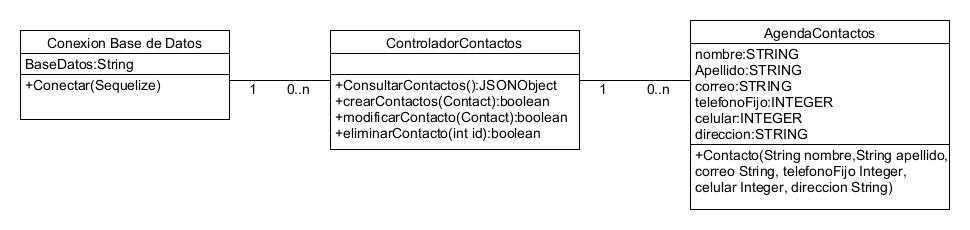 Conexion Base de Datos
BaseDatos:String
+Conectar(Sequelize)
1
0..n
ControladorContactos
+ConsultarContactos():JSONObject
+crearContactos(Contact):boolean
+modificarContacto(Contact):boolean
+eliminarContacto(int id):boolean
1
0..n
AgendaContactos
nombre:STRING
Apellido:STRING
correo:STRING
telefonoFijo:INTEGER
celular:INTEGER
direccion:STRING
+Contacto(String nombre,String apellido,
correo String, telefonoFijo Integer,
celular Integer, direccion String)